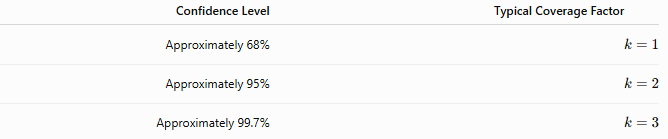 Confidence Level Typical Coverage Factor
Approximately 68% k = 1
Approximately 95% k = 2
Approximately 99.7% k = 3